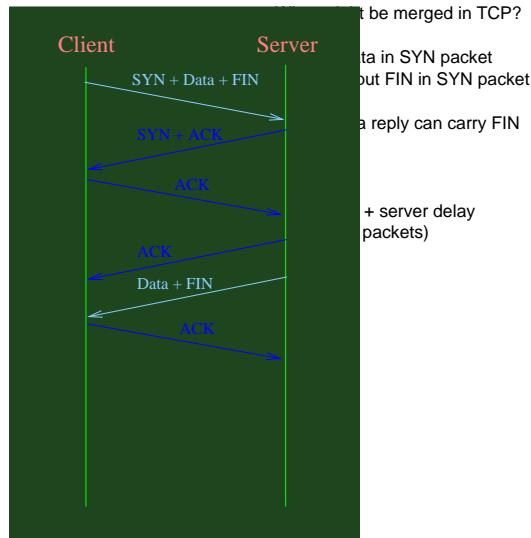 t be merged in TCP?
Client
Server
ta in SYN packet
SYN + Data + FIN
out FIN in SYN packet
SYN + ACK
a reply can carry FIN
ACK
+ server delay
packets)
ACK
Data + FIN
ACK